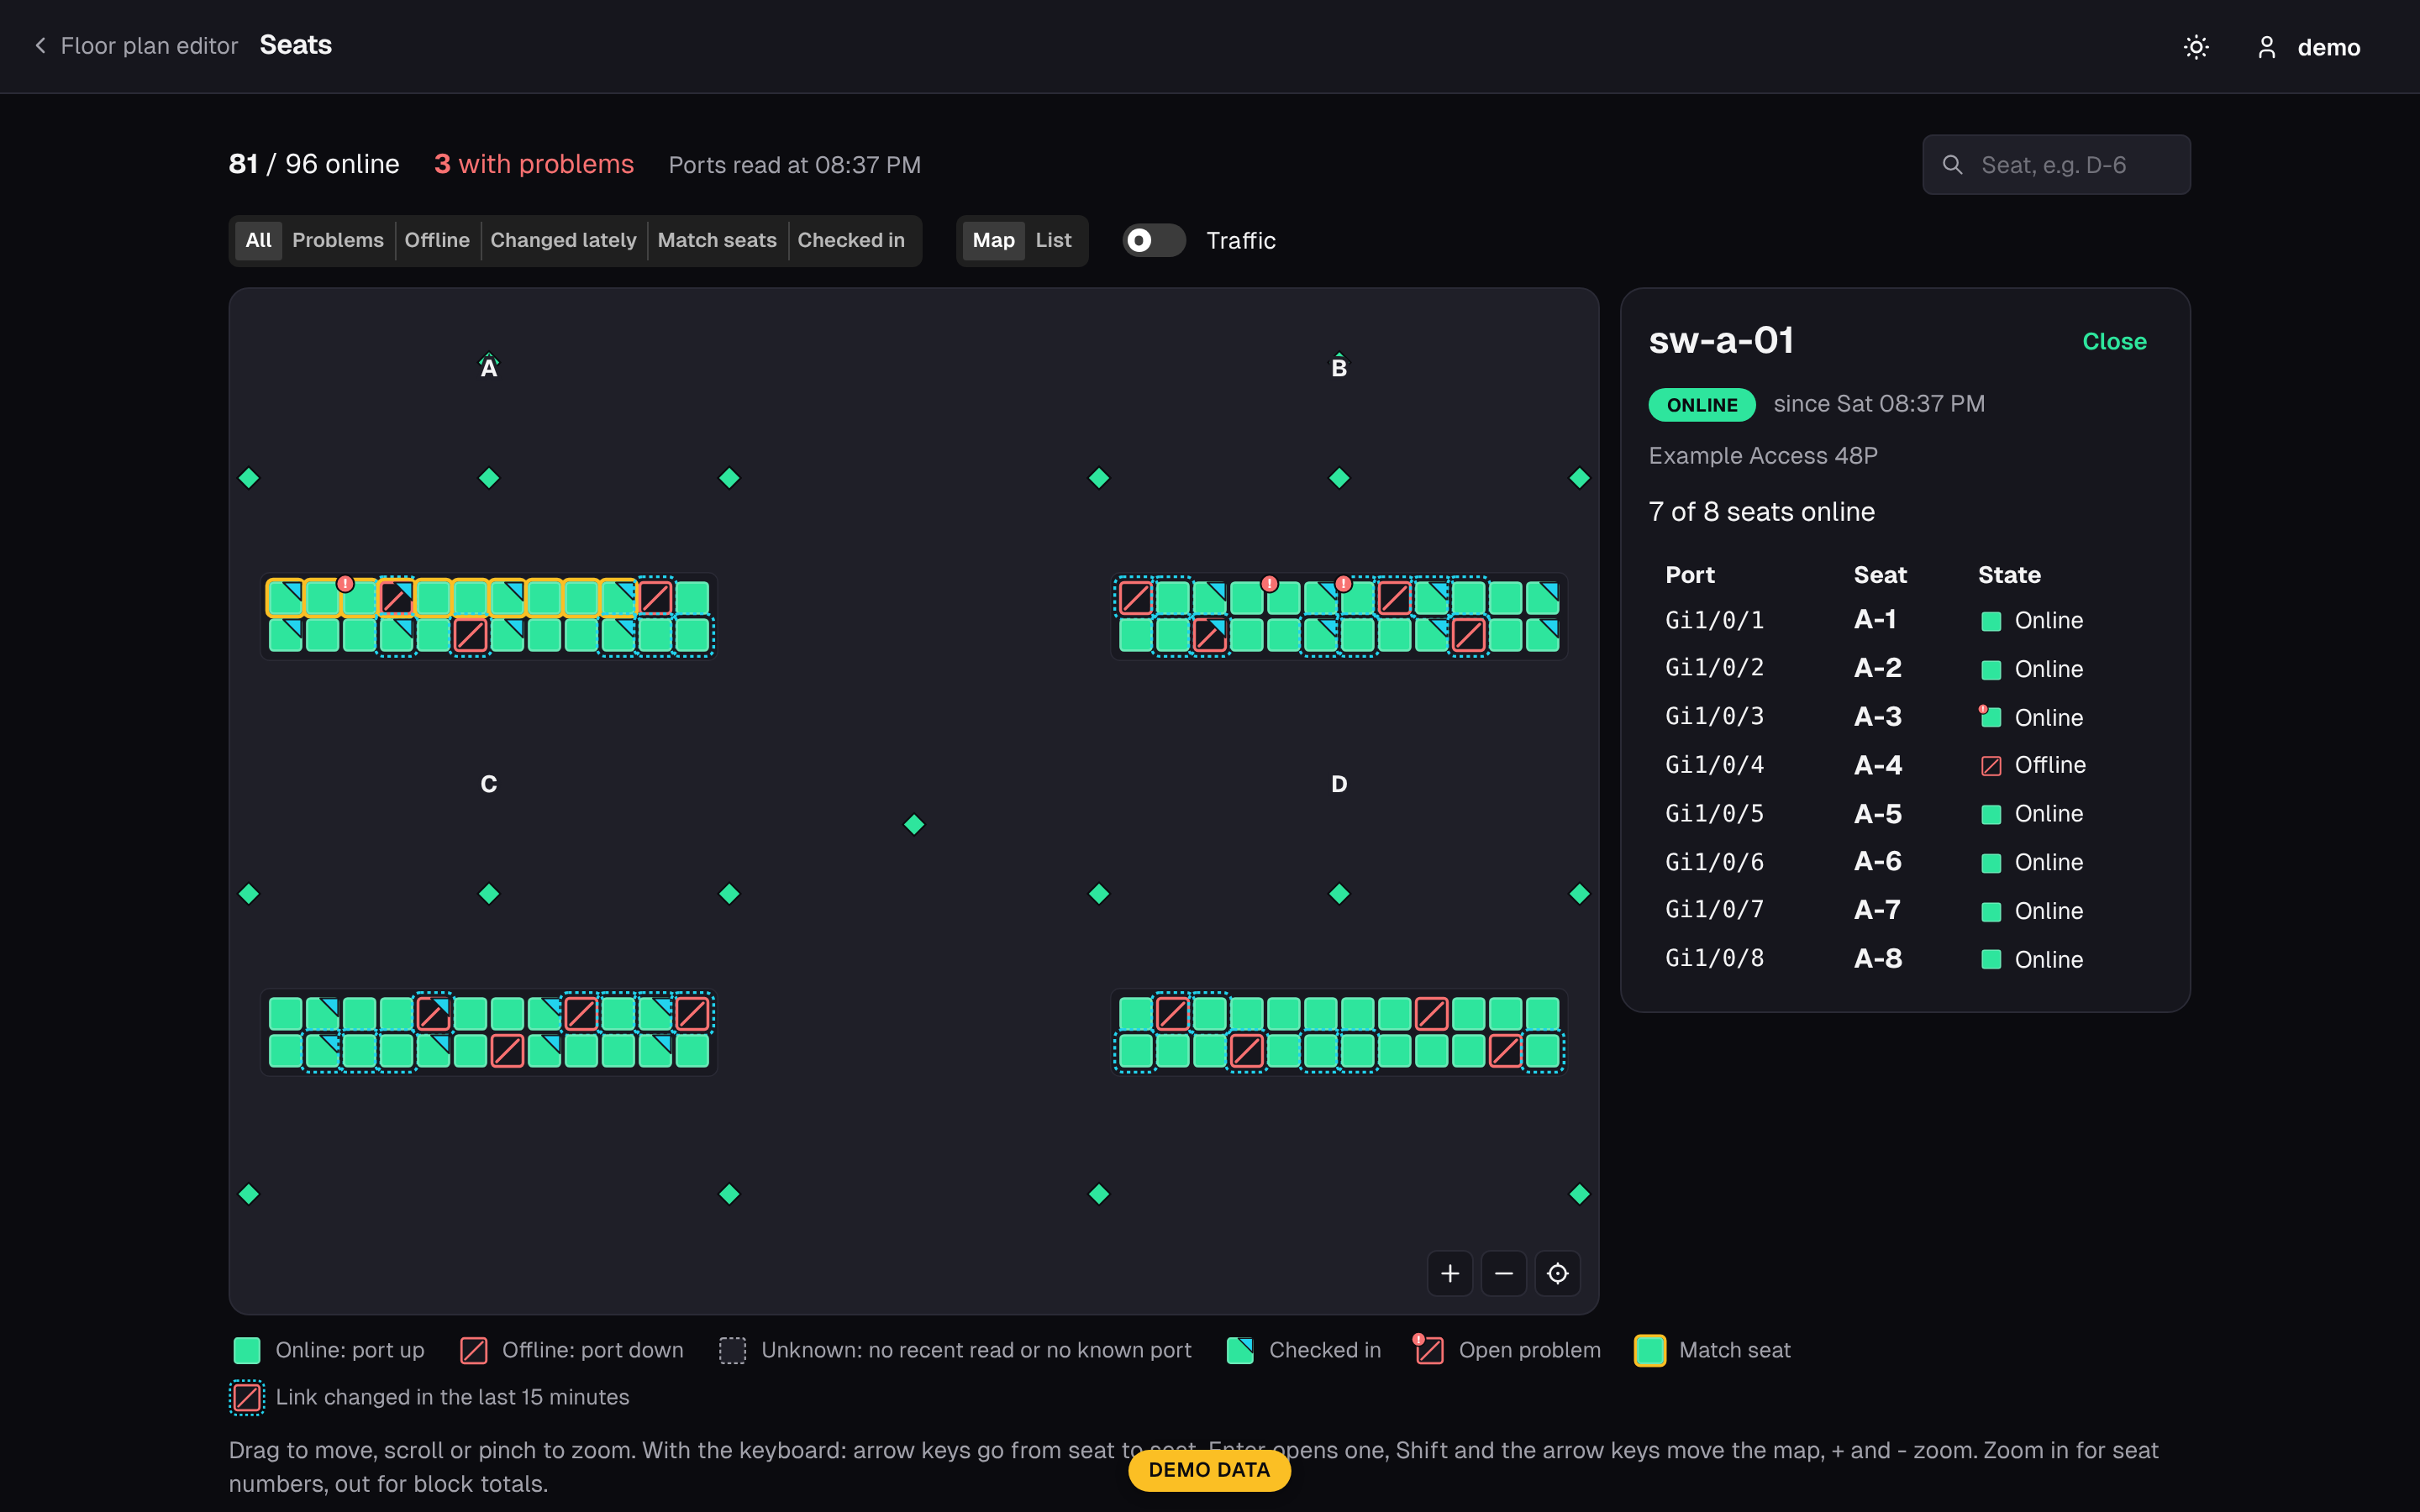 Floor plan editor Seats
demo
81 / 96 online 3 with problems Ports read at 08:37 PM
Seat, e.g. D-6
All Problems Offline Changed lately Match seats Checked in
Map List
Traffic
A
B
C
D
sw-a-01
Close
ONLINE since Sat 08:37 PM
Example Access 48P
7 of 8 seats online
Port Seat State
Gi1/0/1 A-1 Online
Gi1/0/2 A-2 Online
Gi1/0/3 A-3 Online
Gi1/0/4 A-4 Offline
Gi1/0/5 A-5 Online
Gi1/0/6 A-6 Online
Gi1/0/7 A-7 Online
Gi1/0/8 A-8 Online
Online: port up Offline: port down Unknown: no recent read or no known port Checked in Open problem Match seat
Link changed in the last 15 minutes
Drag to move, scroll or pinch to zoom. With the keyboard: arrow keys go from seat to seat, Enter opens one, Shift and the arrow keys move the map, + and - zoom. Zoom in for seat
numbers, out for block totals.
DEMO DATA